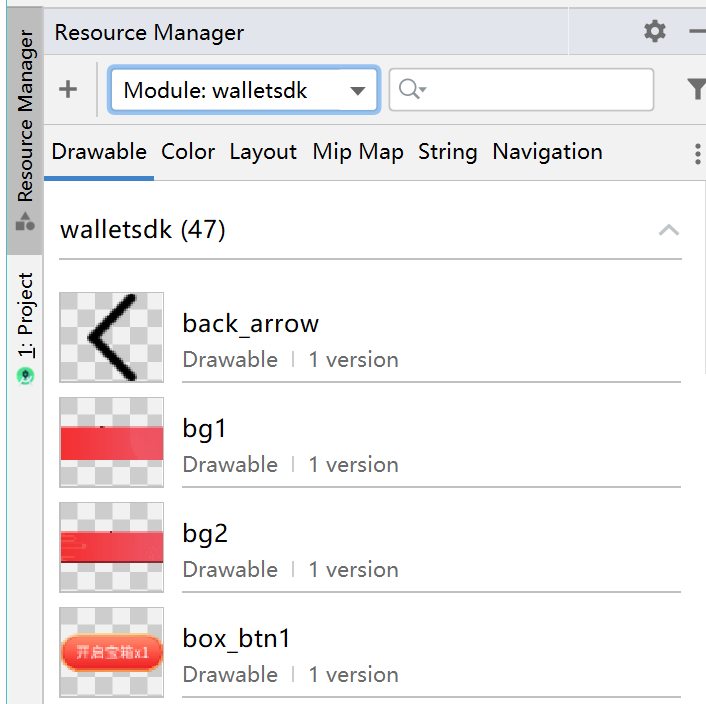 Resource Manager
Resource Manager
1: Project
Module: walletsdk
Drawable Color Layout Mip Map String Navigation
walletsdk (47)
back_arrow
Drawable | 1 version
bg1
Drawable | 1 version
bg2
Drawable | 1 version
开启宝箱x1
box_btn1
Drawable | 1 version